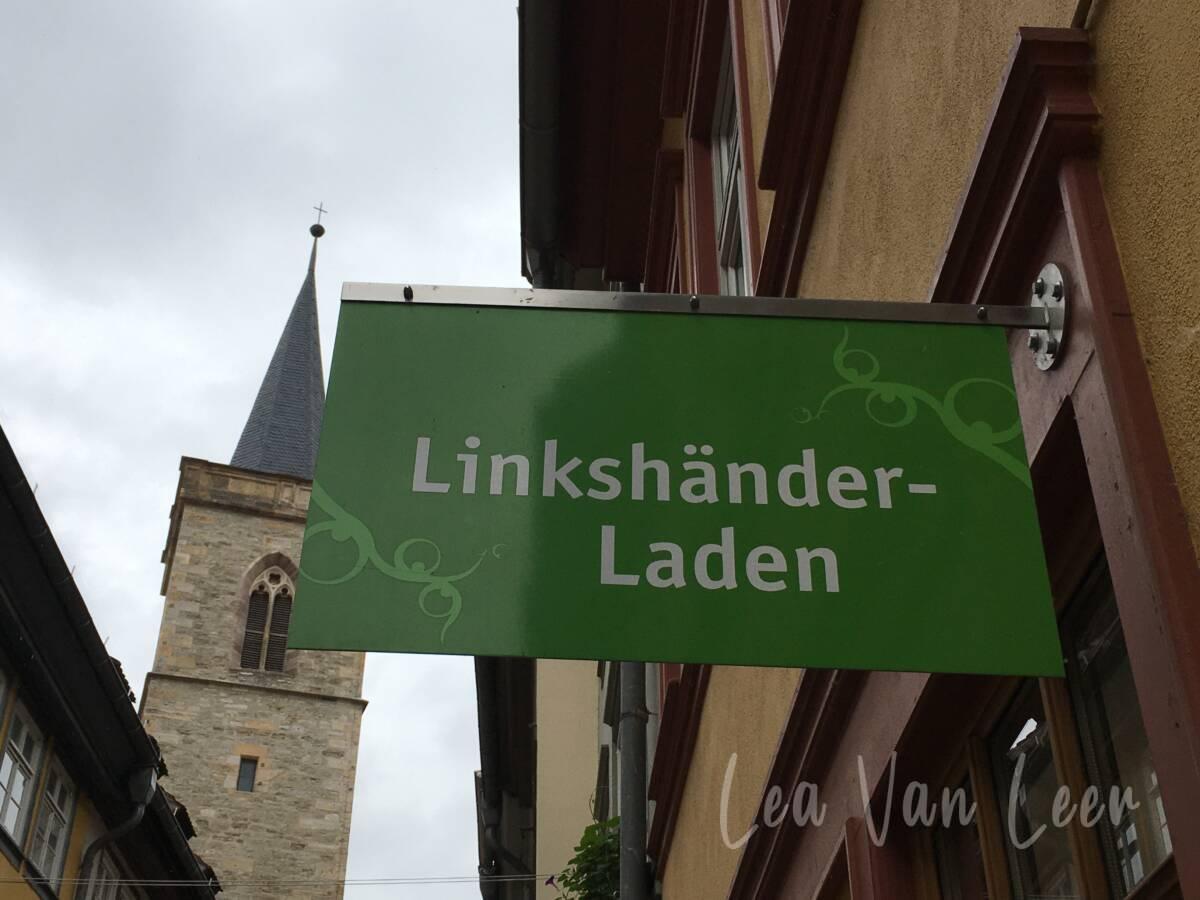 Linkshänder-
Laden
Lea Van Leer